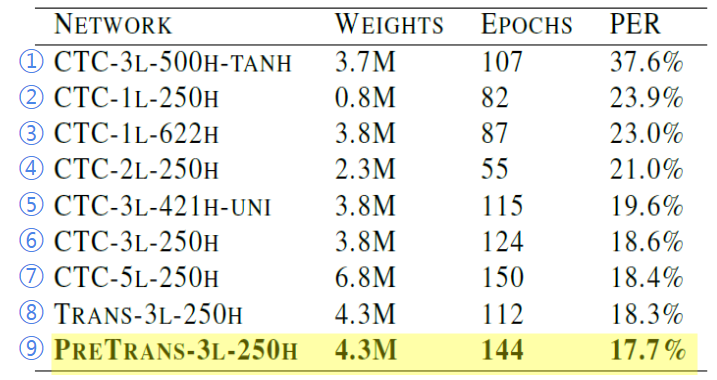 NETWORK WEIGHTS EPOCHS PER
① CTC-3L-500H-TANH 3.7M 107 37.6%
② CTC-1L-250H 0.8M 82 23.9%
③ CTC-1L-622H 3.8M 87 23.0%
④ CTC-2L-250H 2.3M 55 21.0%
⑤ CTC-3L-421H-UNI 3.8M 115 19.6%
⑥ CTC-3L-250H 3.8M 124 18.6%
⑦ CTC-5L-250H 6.8M 150 18.4%
⑧ TRANS-3L-250H 4.3M 112 18.3%
⑨ PRETRANS-3L-250H 4.3M 144 17.7%